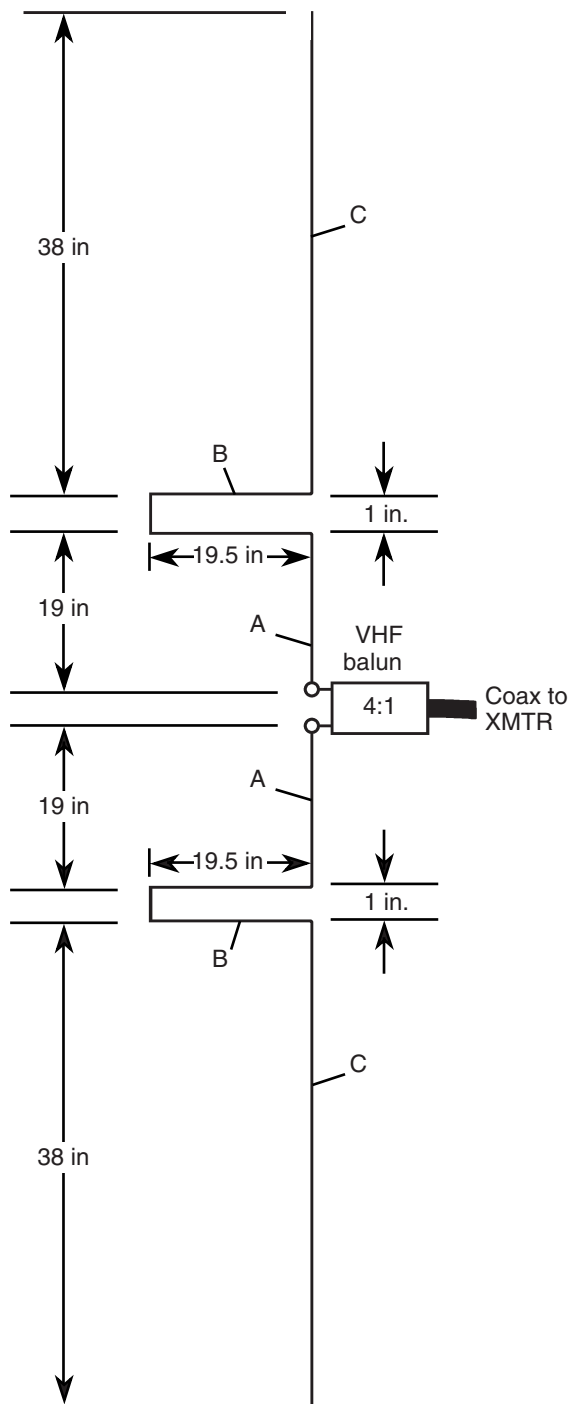 C
38 in
B
1 in.
19.5 in
19 in
A
VHF
balun
4:1
Coax to
XMTR
A
19 in
19.5 in
1 in.
B
C
38 in